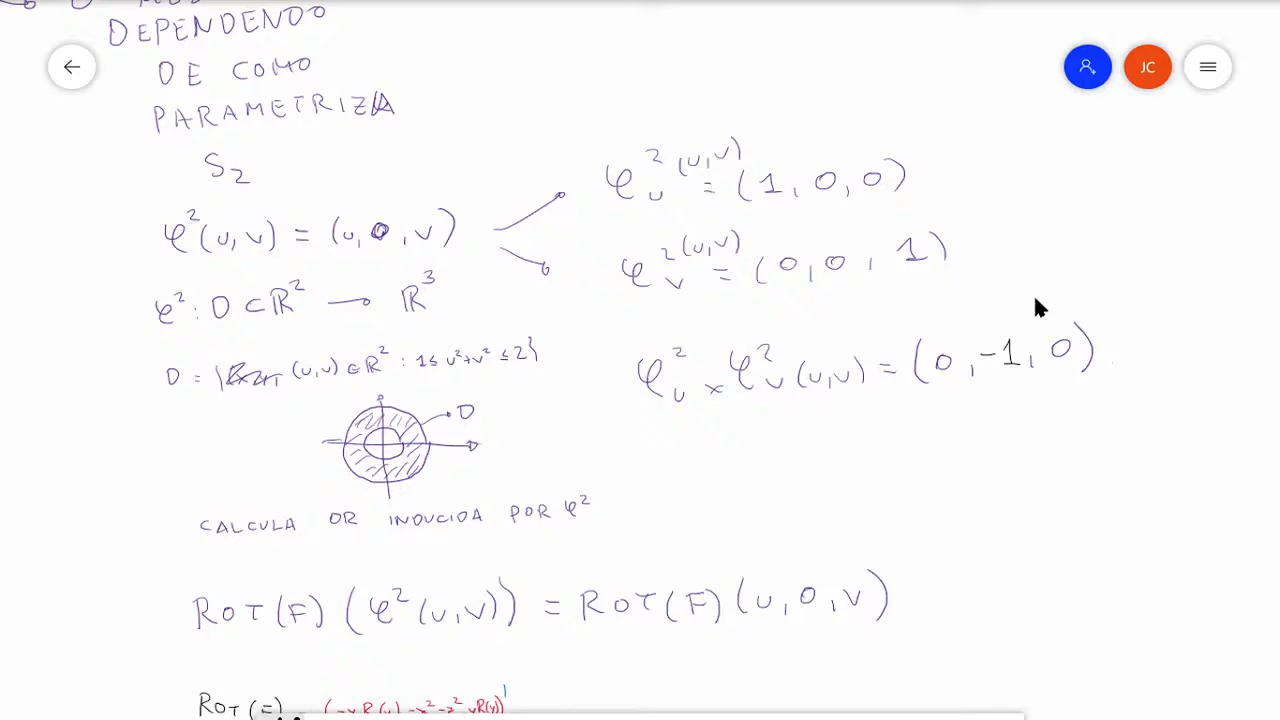 DEPENDENDO
DE COMO
PARAMETRIZA
S₂
φ²(u,v) = (u,0,v)
φ²: D ⊂ ℝ² → ℝ³
D = { (u,v) ∈ ℝ² : 1 ≤ u²+v² ≤ 2}
D
CALCULA OR INDUCIDA POR φ²
φ²ᵤ(u,v) = (1,0,0)
φ²ᵥ(u,v) = (0,0,1)
φ²ᵤ × φ²ᵥ(u,v) = (0,-1,0)
JC
ROT(F) (φ²(u,v)) = ROT(F) (u,0,v)